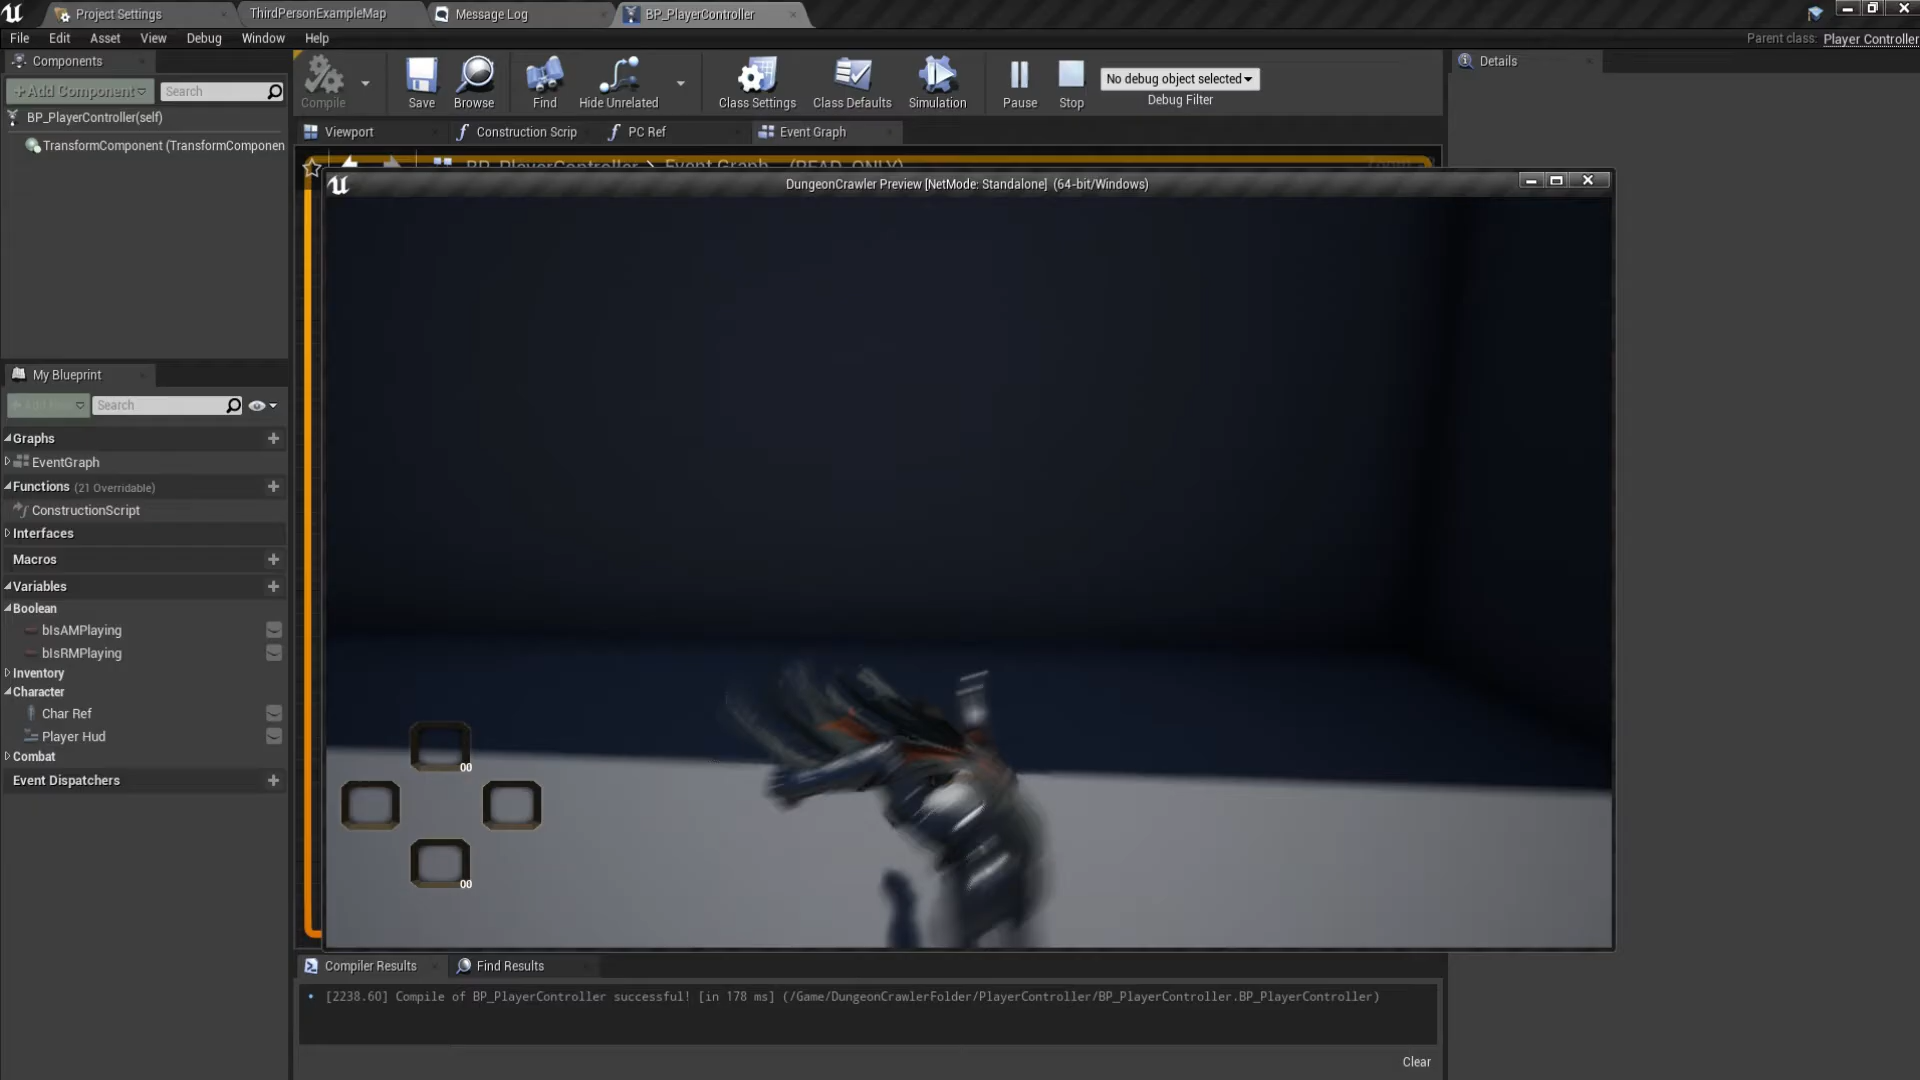 Project Settings
ThirdPersonExampleMap
Message Log
BP_PlayerController
File Edit Asset View Debug Window Help
Parent class: Player Controller
Components
Add Component
Search
BP_PlayerController(self)
TransformComponent (TransformComponen
Compile
Save
Browse
Find
Hide Unrelated
Class Settings
Class Defaults
Simulation
Pause
Stop
No debug object selected
Debug Filter
Details
Viewport
Construction Scrip
PC Ref
Event Graph
BP_PlayerController > Event Graph (READ_ONLY)
DungeonCrawler Preview [NetMode: Standalone] (64-bit/Windows)
My Blueprint
Search
Graphs
EventGraph
Functions (21 Overridable)
ConstructionScript
Interfaces
Macros
Variables
Boolean
bIsAMPlaying
bIsRMPlaying
Inventory
Character
Char Ref
Player Hud
Combat
Event Dispatchers
00
00
Compiler Results
Find Results
[2238.60] Compile of BP_PlayerController successful! [in 178 ms] (/Game/DungeonCrawlerFolder/PlayerController/BP_PlayerController.BP_PlayerController)
Clear